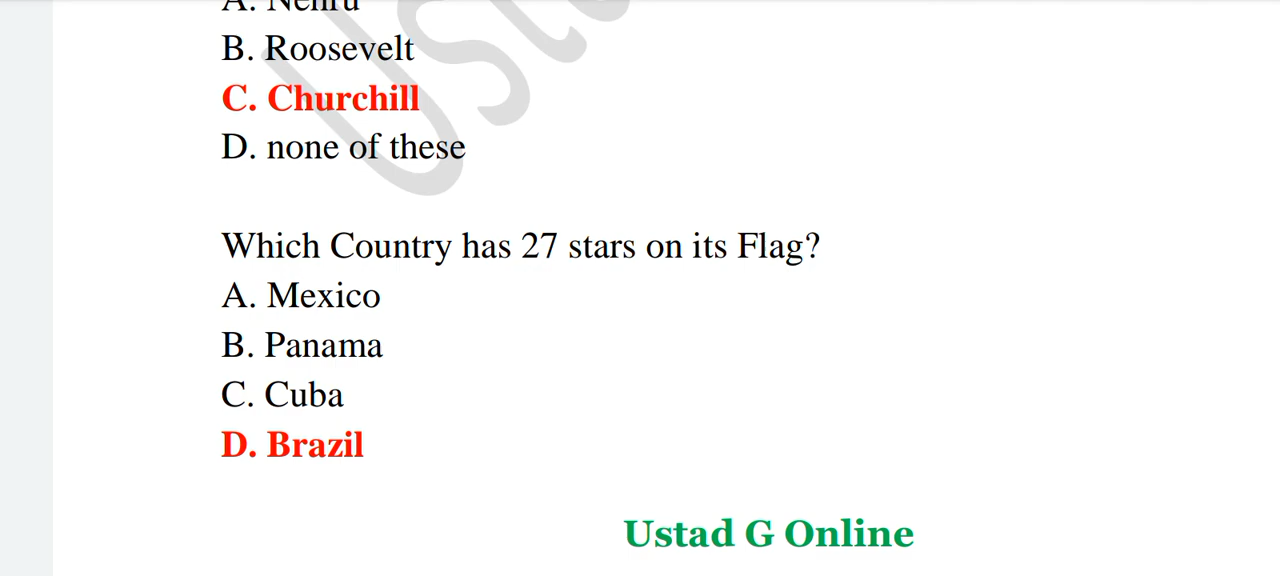 A. Nehru
B. Roosevelt
C. Churchill
D. none of these
Which Country has 27 stars on its Flag?
A. Mexico
B. Panama
C. Cuba
D. Brazil
Ustad G Online